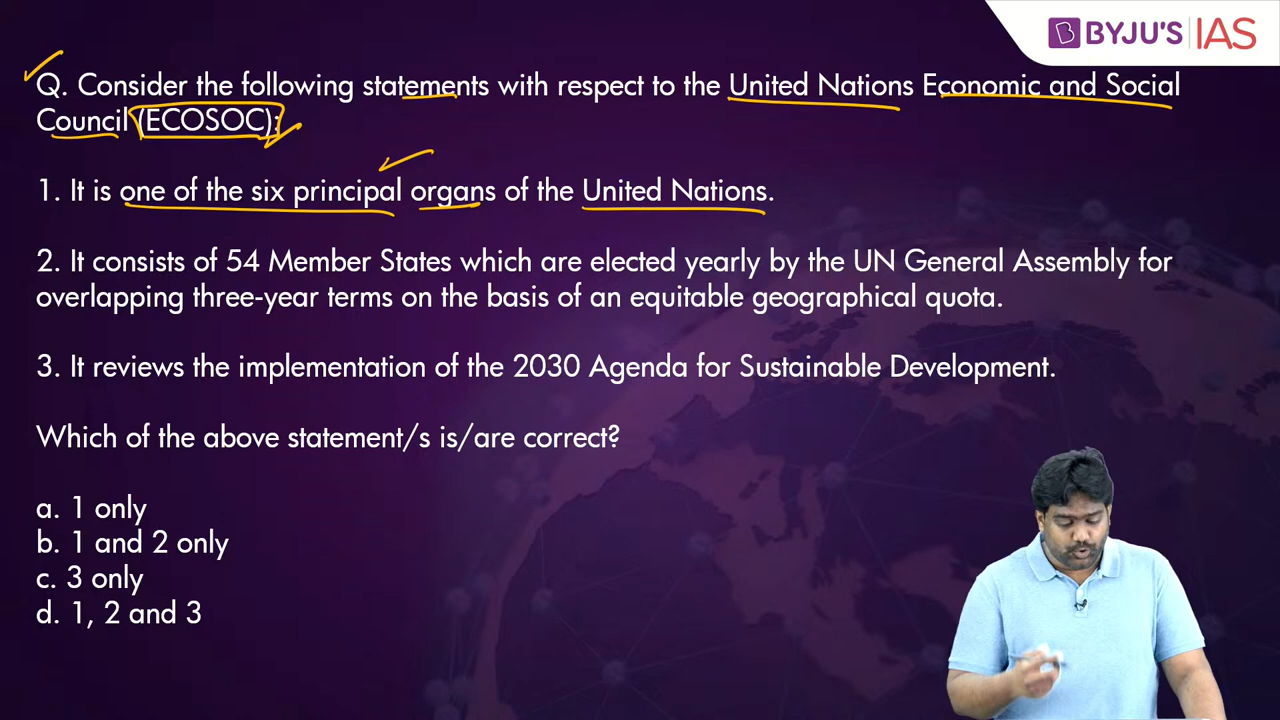 BYJU'S IAS
Q. Consider the following statements with respect to the United Nations Economic and Social
Council (ECOSOC):
1. It is one of the six principal organs of the United Nations.
2. It consists of 54 Member States which are elected yearly by the UN General Assembly for
overlapping three-year terms on the basis of an equitable geographical quota.
3. It reviews the implementation of the 2030 Agenda for Sustainable Development.
Which of the above statement/s is/are correct?
a. 1 only
b. 1 and 2 only
c. 3 only
d. 1, 2 and 3